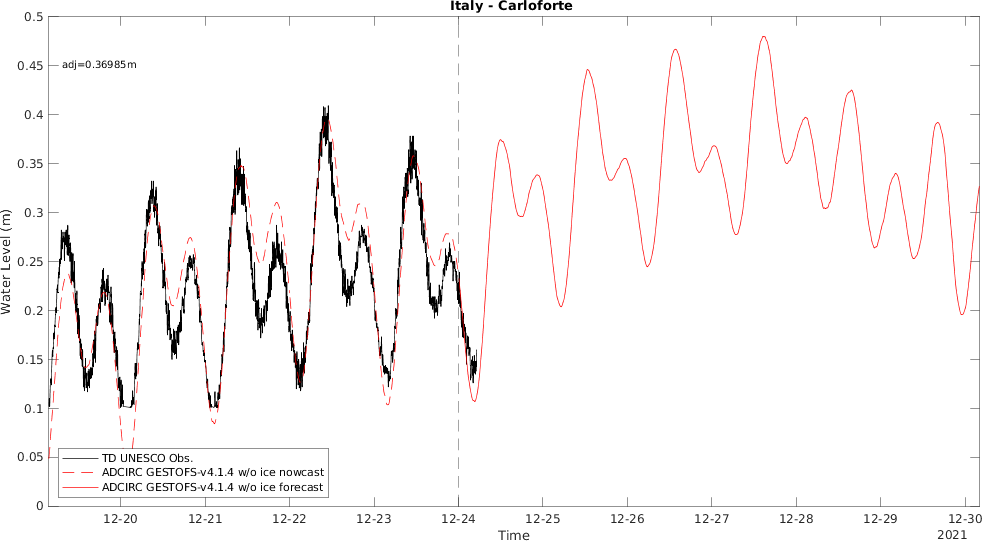 Italy - Carloforte
0.5
0.45
0.4
0.35
0.3
0.25
0.2
0.15
0.1
0.05
0
Water Level (m)
adj=0.36985m
TD UNESCO Obs.
ADCIRC GESTOFS-v4.1.4 w/o ice nowcast
ADCIRC GESTOFS-v4.1.4 w/o ice forecast
12-20 12-21 12-22 12-23 12-24 12-25 12-26 12-27 12-28 12-29 12-30
Time
2021